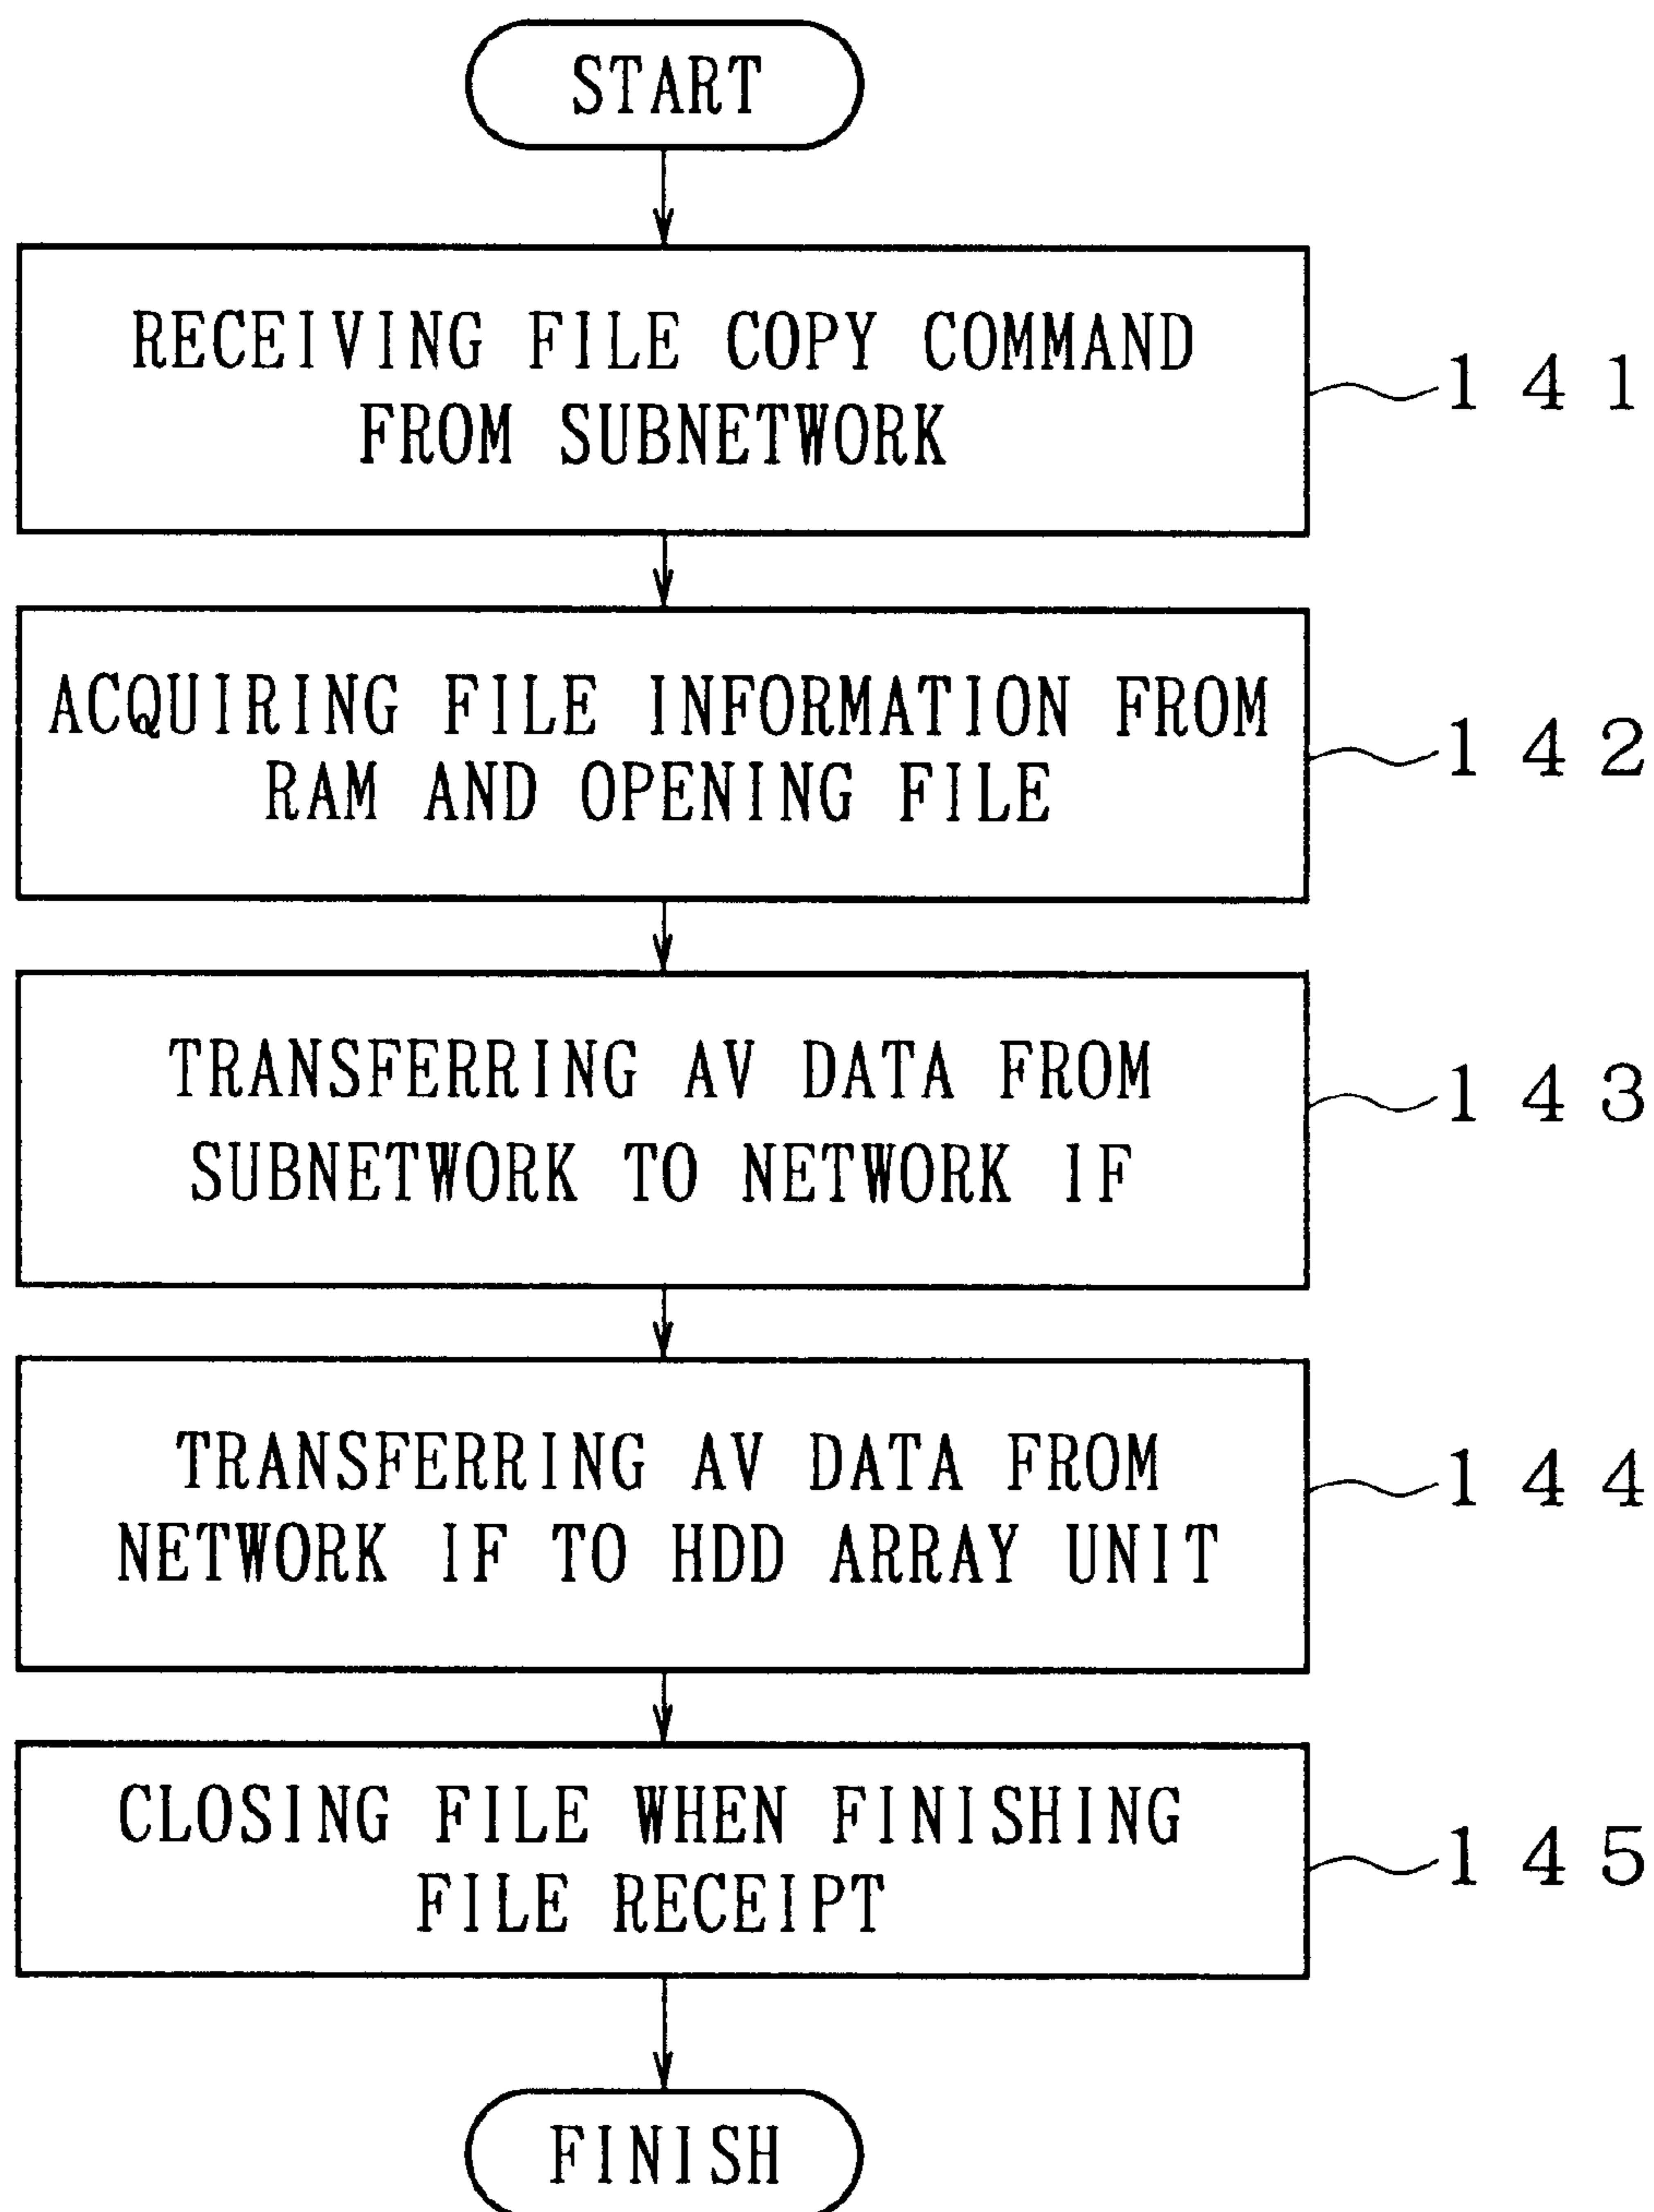 START
RECEIVING FILE COPY COMMAND
FROM SUBNETWORK
141
ACQUIRING FILE INFORMATION FROM
RAM AND OPENING FILE
142
TRANSFERRING AV DATA FROM
SUBNETWORK TO NETWORK IF
143
TRANSFERRING AV DATA FROM
NETWORK IF TO HDD ARRAY UNIT
144
CLOSING FILE WHEN FINISHING
FILE RECEIPT
145
FINISH